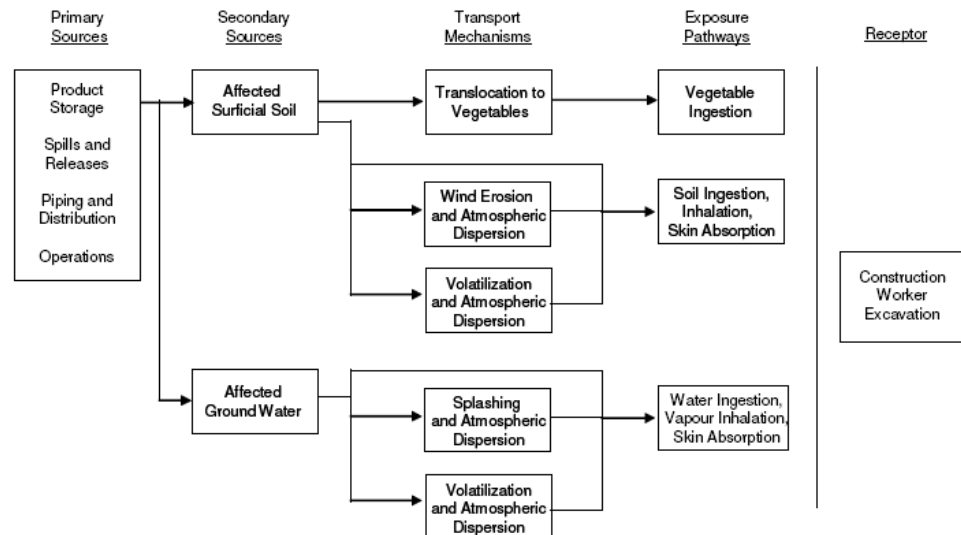 Primary
Sources
Secondary
Sources
Transport
Mechanisms
Exposure
Pathways
Receptor
Product
Storage
Spills and
Releases
Piping and
Distribution
Operations
Affected
Surficial Soil
Translocation to
Vegetables
Vegetable
Ingestion
Wind Erosion
and Atmospheric
Dispersion
Soil Ingestion,
Inhalation,
Skin Absorption
Volatilization
and Atmospheric
Dispersion
Construction
Worker
Excavation
Affected
Ground Water
Splashing
and Atmospheric
Dispersion
Water Ingestion,
Vapour Inhalation,
Skin Absorption
Volatilization
and Atmospheric
Dispersion